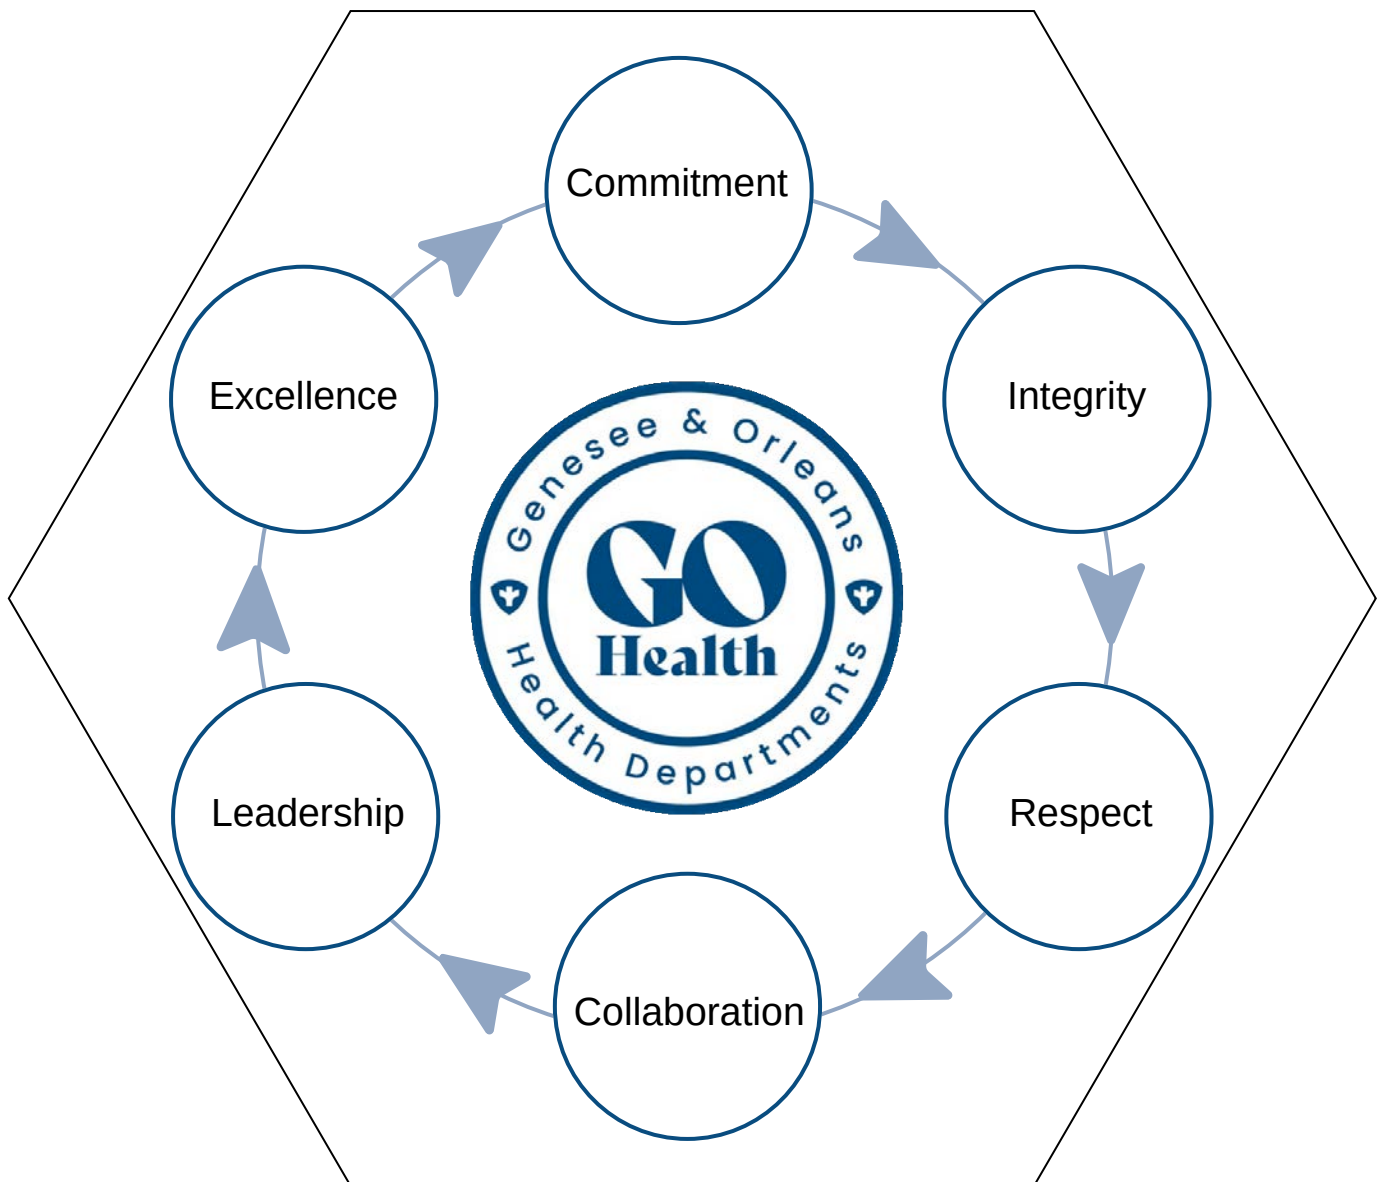 Commitment
Integrity
Respect
Collaboration
Leadership
Excellence
Genesee & Orleans
GO
Health
Health Departments